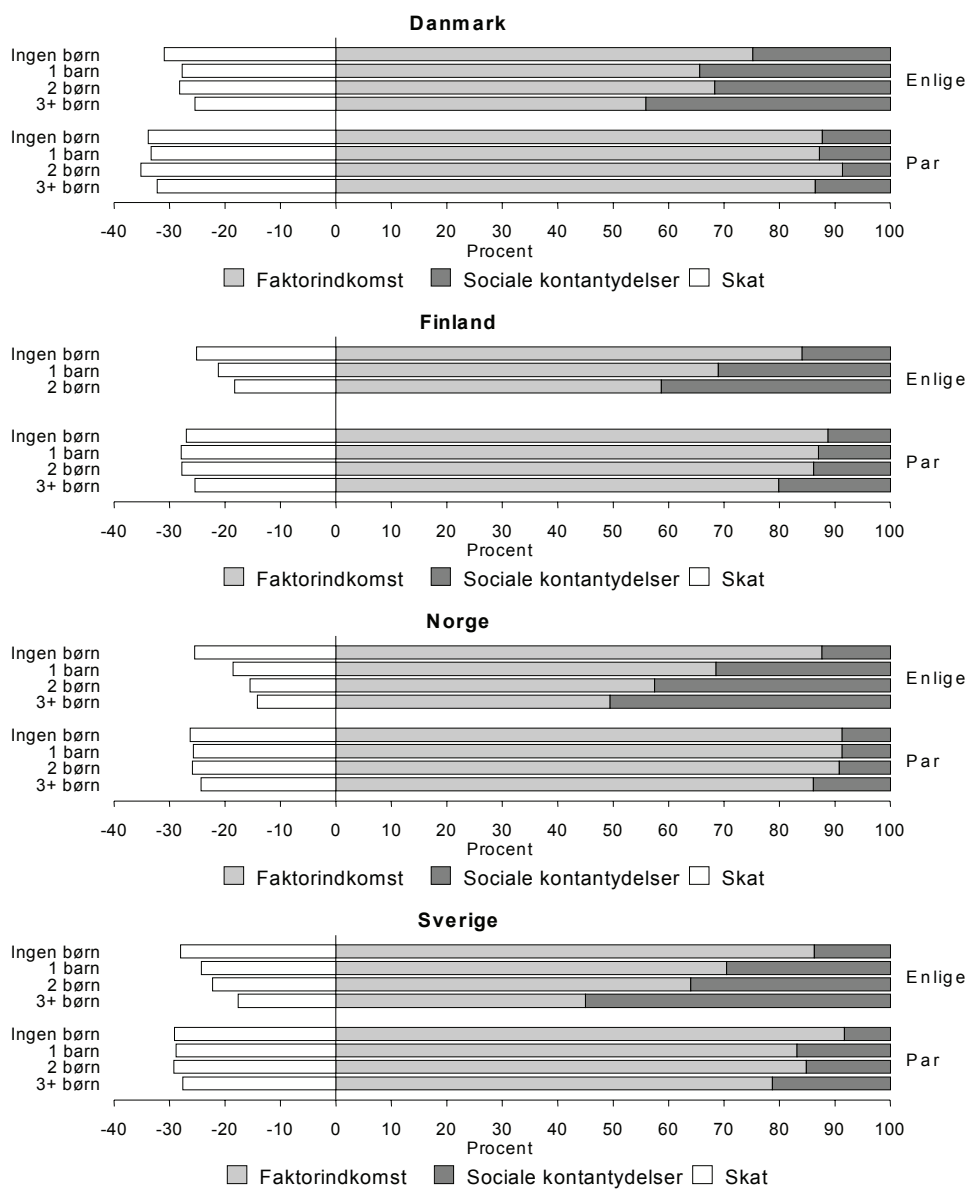 Danmark
Ingen børn
1 barn
2 børn
3+ børn
Enlige
Ingen børn
1 barn
2 børn
3+ børn
Par
-40 -30 -20 -10 0 10 20 30 40 50 60 70 80 90 100
Procent
Faktorindkomst Sociale kontantydelser Skat
Finland
Ingen børn
1 barn
2 børn
Enlige
Ingen børn
1 barn
2 børn
3+ børn
Par
-40 -30 -20 -10 0 10 20 30 40 50 60 70 80 90 100
Procent
Faktorindkomst Sociale kontantydelser Skat
Norge
Ingen børn
1 barn
2 børn
3+ børn
Enlige
Ingen børn
1 barn
2 børn
3+ børn
Par
-40 -30 -20 -10 0 10 20 30 40 50 60 70 80 90 100
Procent
Faktorindkomst Sociale kontantydelser Skat
Sverige
Ingen børn
1 barn
2 børn
3+ børn
Enlige
Ingen børn
1 barn
2 børn
3+ børn
Par
-40 -30 -20 -10 0 10 20 30 40 50 60 70 80 90 100
Procent
Faktorindkomst Sociale kontantydelser Skat